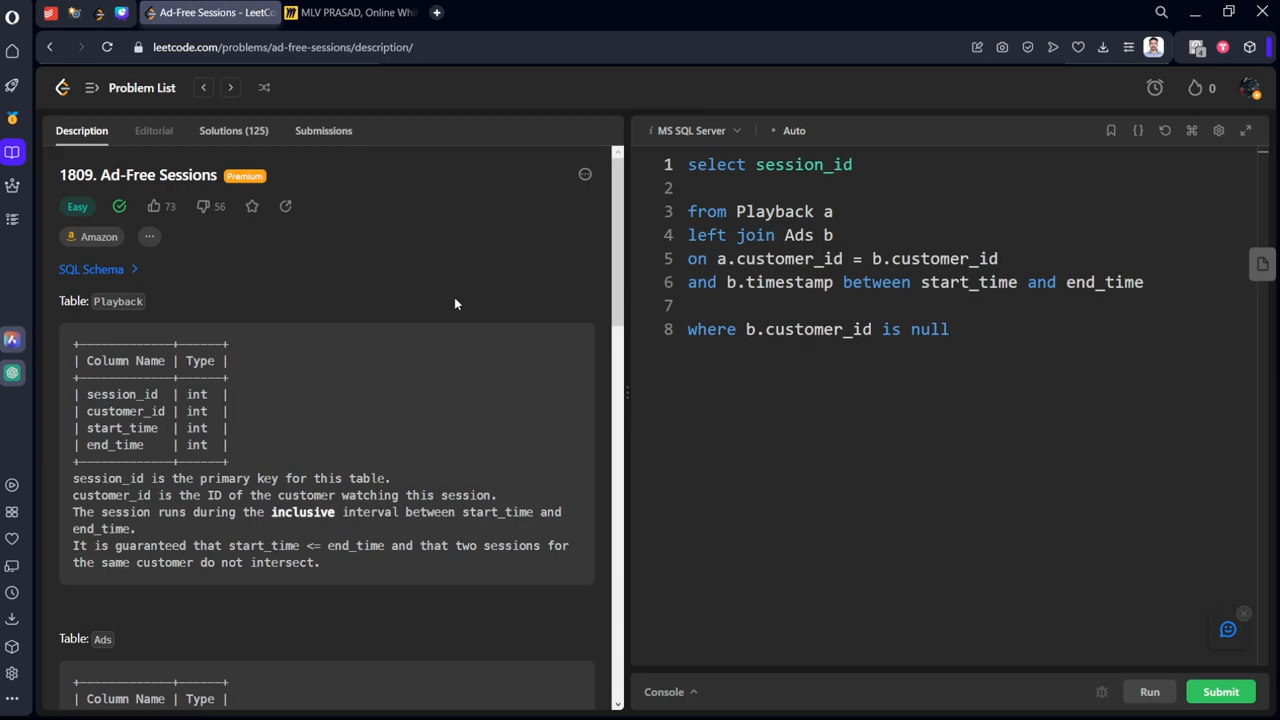 Ad-Free Sessions - LeetCo
MLV PRASAD, Online Whit
leetcode.com/problems/ad-free-sessions/description/
4
Problem List
0
Description
Editorial
Solutions (125)
Submissions
1809. Ad-Free Sessions
Premium
Easy
73
56
Amazon
SQL Schema
Table: Playback
+-------------+------+
| Column Name | Type |
+-------------+------+
| session_id | int |
| customer_id | int |
| start_time | int |
| end_time | int |
+-------------+------+
session_id is the primary key for this table.
customer_id is the ID of the customer watching this session.
The session runs during the inclusive interval between start_time and
end_time.
It is guaranteed that start_time <= end_time and that two sessions for
the same customer do not intersect.
Table: Ads
+-------------+------+
| Column Name | Type |
i MS SQL Server
• Auto
1 select session_id
2
3 from Playback a
4 left join Ads b
5 on a.customer_id = b.customer_id
6 and b.timestamp between start_time and end_time
7
8 where b.customer_id is null
Console
Run
Submit